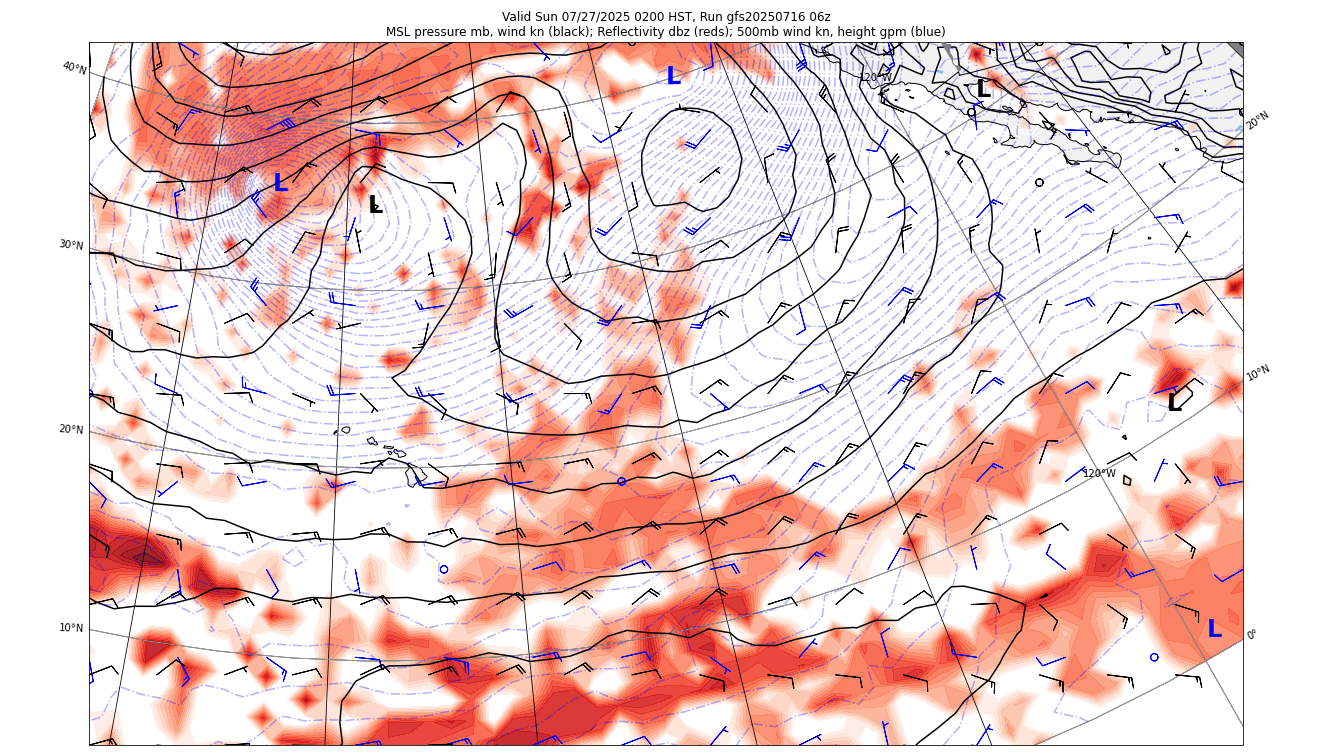 Valid Sun 07/27/2025 0200 HST, Run gfs20250716 06z
MSL pressure mb, wind kn (black); Reflectivity dbz (reds); 500mb wind kn, height gpm (blue)
40°N
L
120°W
L
20°N
30°N
L
L
10°N
20°N
L
120°W
10°N
L
0°